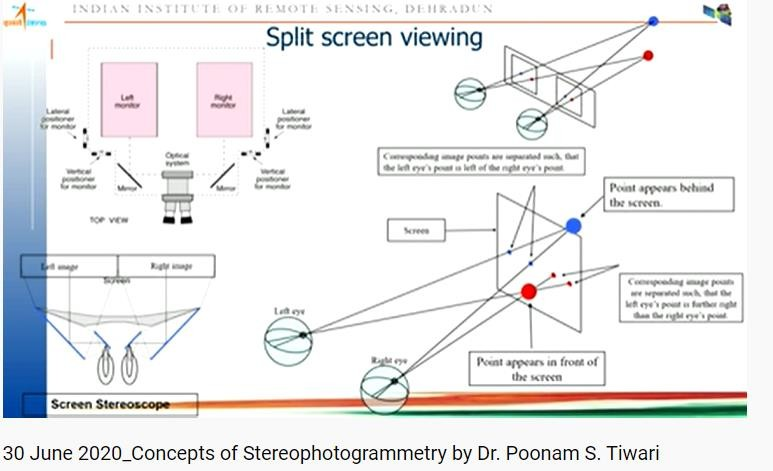 INDIAN INSTITUTE OF REMOTE SENSING, DEHRADUN
Split screen viewing
Left
monitor
Right
monitor
Lateral
positioner
for monitor
Lateral
positioner
for monitor
Optical
system
Vertical
positioner
for monitor
Mirror
Mirror
Vertical
positioner
for monitor
TOP VIEW
Corresponding image points are separated such, that
the left eye's point is left of the right eye's point.
Point appears behind
the screen.
Screen
Left image
Right image
Screen
Corresponding image points
are separated such, that the
left eye's point is further right
than the right eye's point.
Left eye
Right eye
Point appears in front of
the screen
Screen Stereoscope
30 June 2020_Concepts of Stereophotogrammetry by Dr. Poonam S. Tiwari